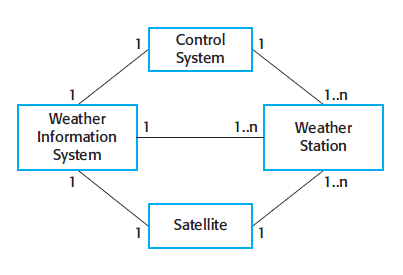 Control
System
1
1
1
1..n
Weather
Information
System
1
1..n
Weather
Station
1
1..n
Satellite
1
1